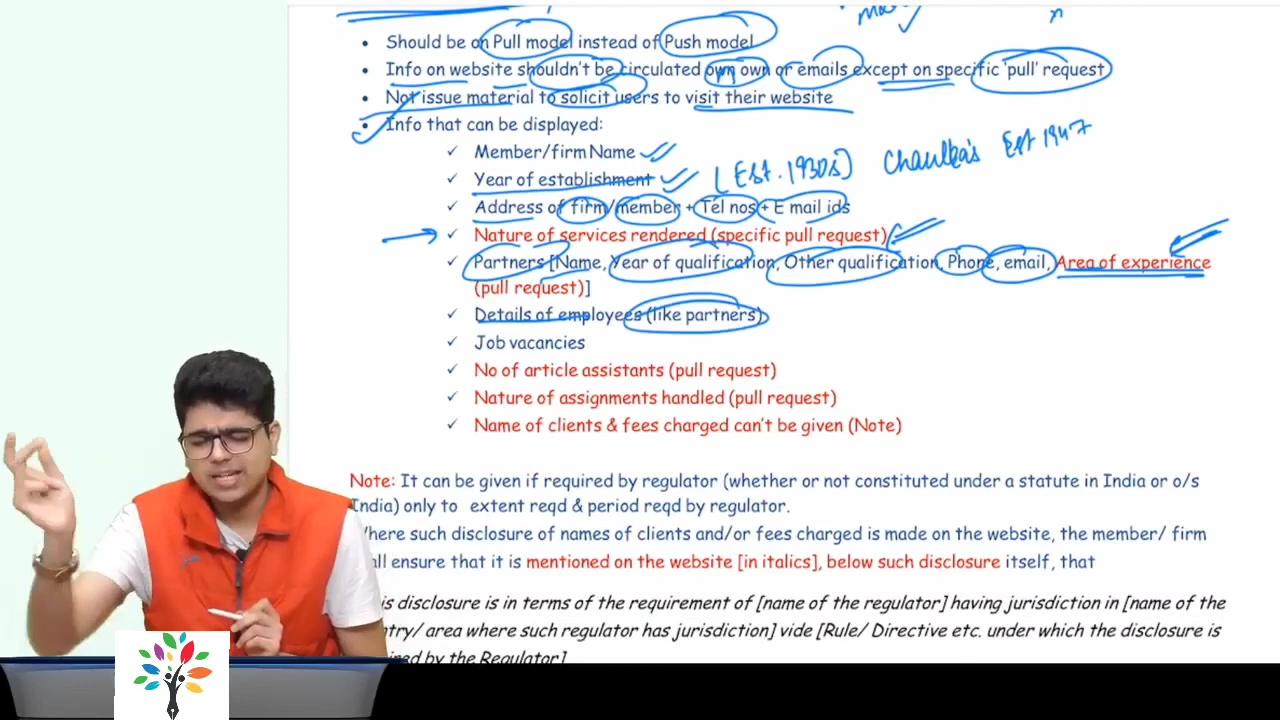 Should be on Pull model instead of Push model
Info on website shouldn't be circulated own own or emails except on specific 'pull' request
Not issue material to solicit users to visit their website
Info that can be displayed:
Member/firm Name
Year of establishment [Est. 1930s] Est 1947
Address of firm/member + Tel nos + E mail ids
Nature of services rendered (specific pull request)
Partners [Name, Year of qualification, Other qualification, Phone, email, Area of experience
(pull request)]
Details of employees (like partners)
Job vacancies
No of article assistants (pull request)
Nature of assignments handled (pull request)
Name of clients & fees charged can't be given (Note)
Note: It can be given if required by regulator (whether or not constituted under a statute in India or o/s
India) only to extent reqd & period reqd by regulator.
here such disclosure of names of clients and/or fees charged is made on the website, the member/ firm
all ensure that it is mentioned on the website [in italics], below such disclosure itself, that
is disclosure is in terms of the requirement of [name of the regulator] having jurisdiction in [name of the
ntry/ area where such regulator has jurisdiction] vide [Rule/ Directive etc. under which the disclosure is
ired by the Regulator]